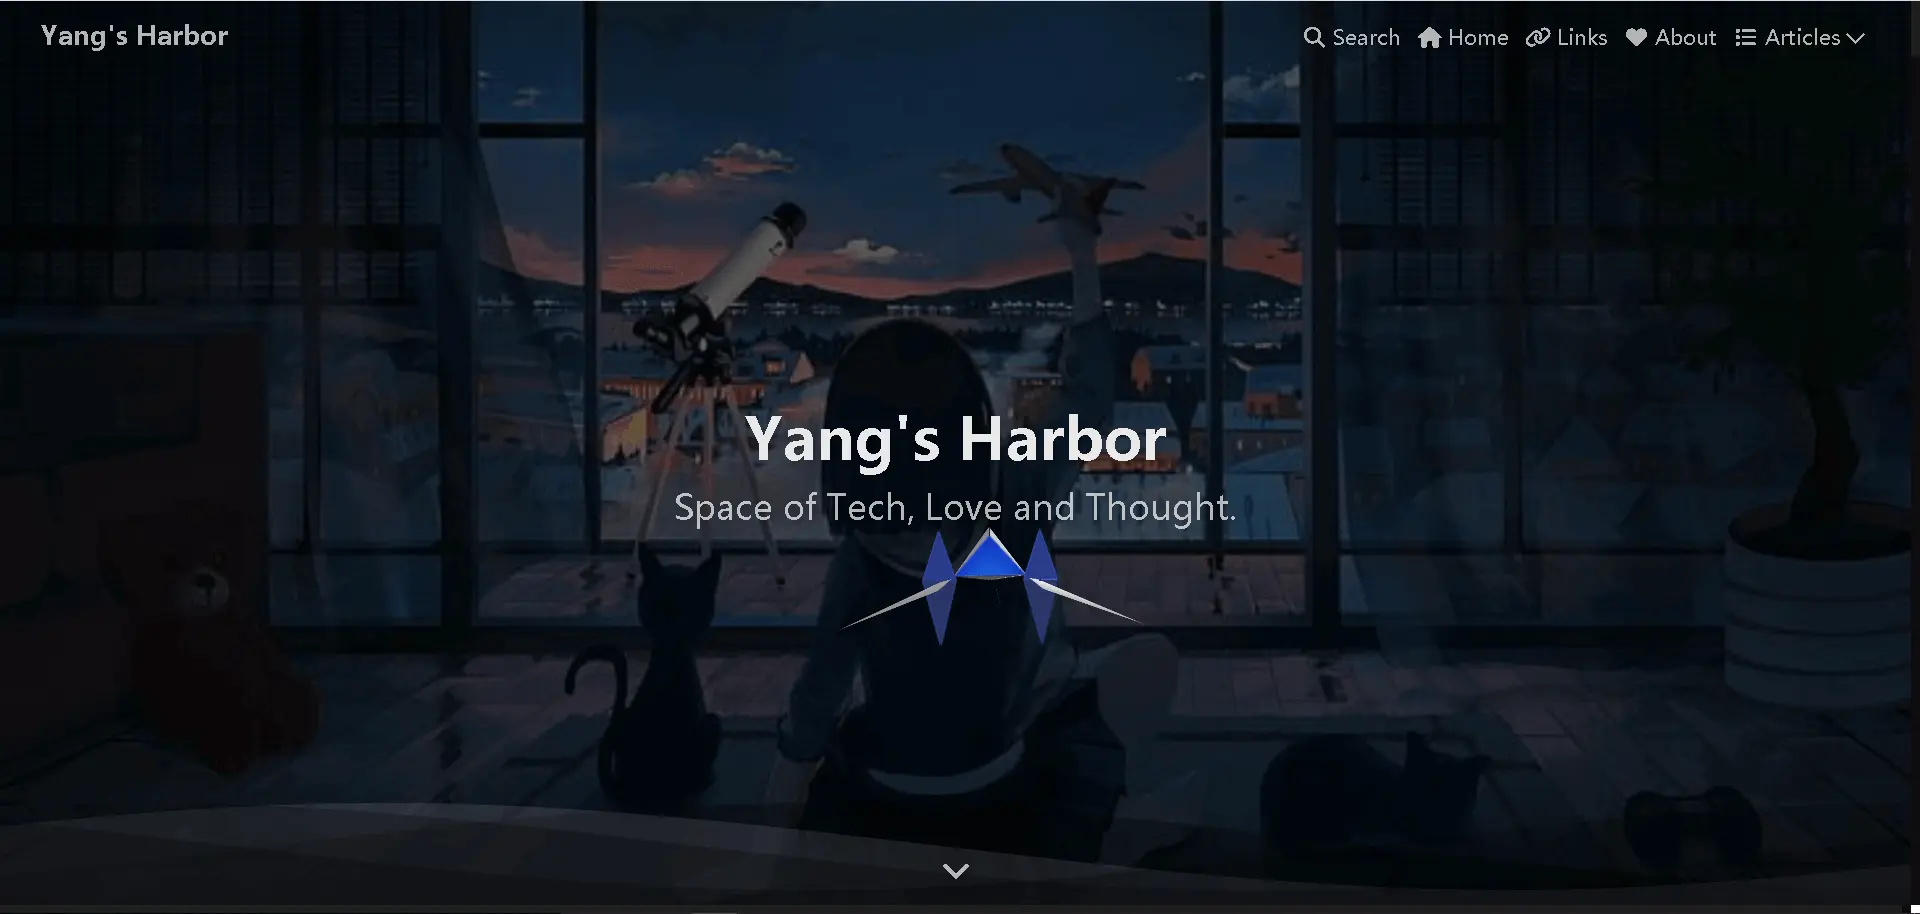 Yang's Harbor
Search Home Links About Articles
Yang's Harbor
Space of Tech, Love and Thought.